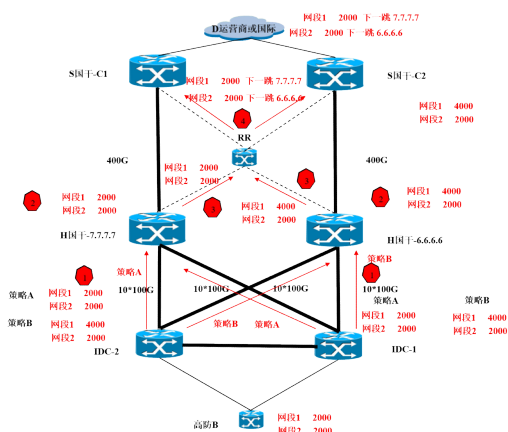 网段1 2000 下一跳 7.7.7.7
D运营商或国际
网段2 2000 下一跳 6.6.6.6
S国干-C1
网段1 2000 下一跳 7.7.7.7
S国干-C2
网段2 2000 下一跳 6.6.6.6
网段1 4000
网段2 2000
4
RR
400G
400G
网段1 2000
网段2 2000
3
2
网段1 2000
网段2 2000
3
网段1 4000
网段2 2000
2
网段1 4000
网段2 2000
H国干-7.7.7.7
H国干-6.6.6.6
策略A
策略B
1
1
10*100G
10*100G
10*100G
10*100G
策略A
网段1 2000
网段2 2000
策略B
网段1 4000
网段2 2000
策略A
网段1 2000
网段2 2000
策略B
网段1 4000
网段2 2000
策略B
策略A
IDC-2
IDC-1
高防B
网段1 2000
网段2 2000